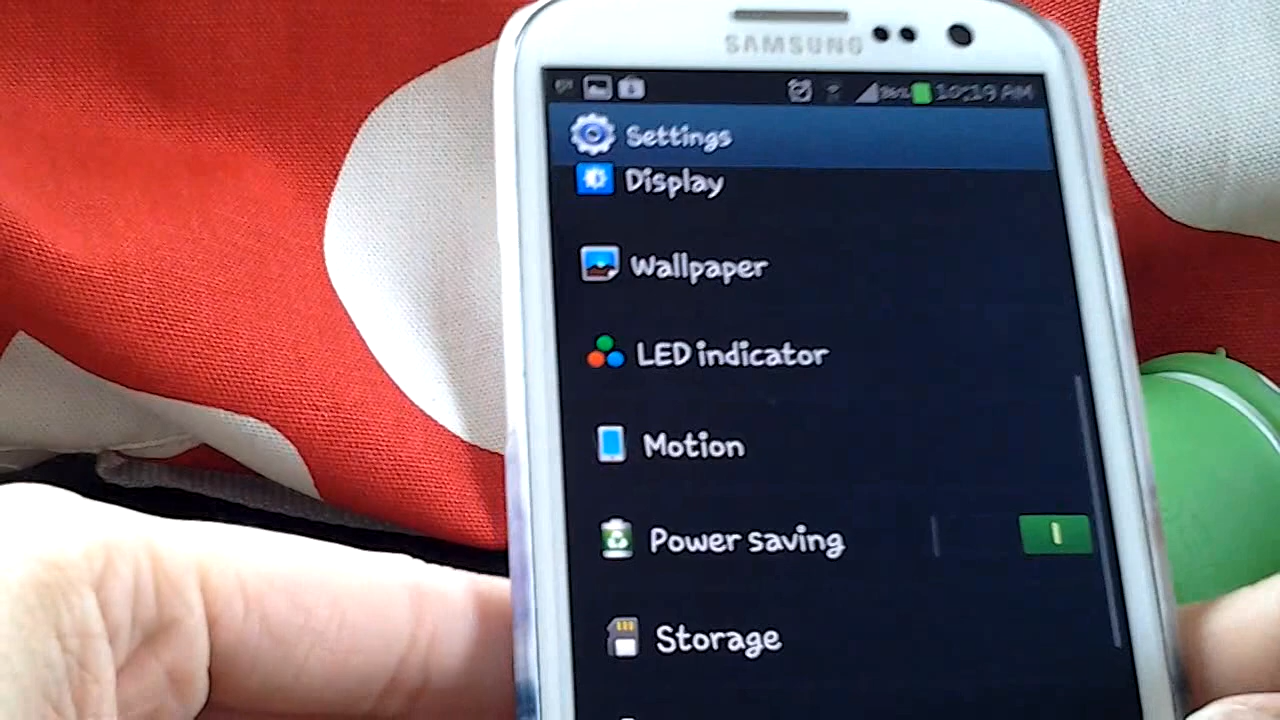 SAMSUNG
10:19 AM
Settings
Display
Wallpaper
LED indicator
Motion
Power saving
Storage